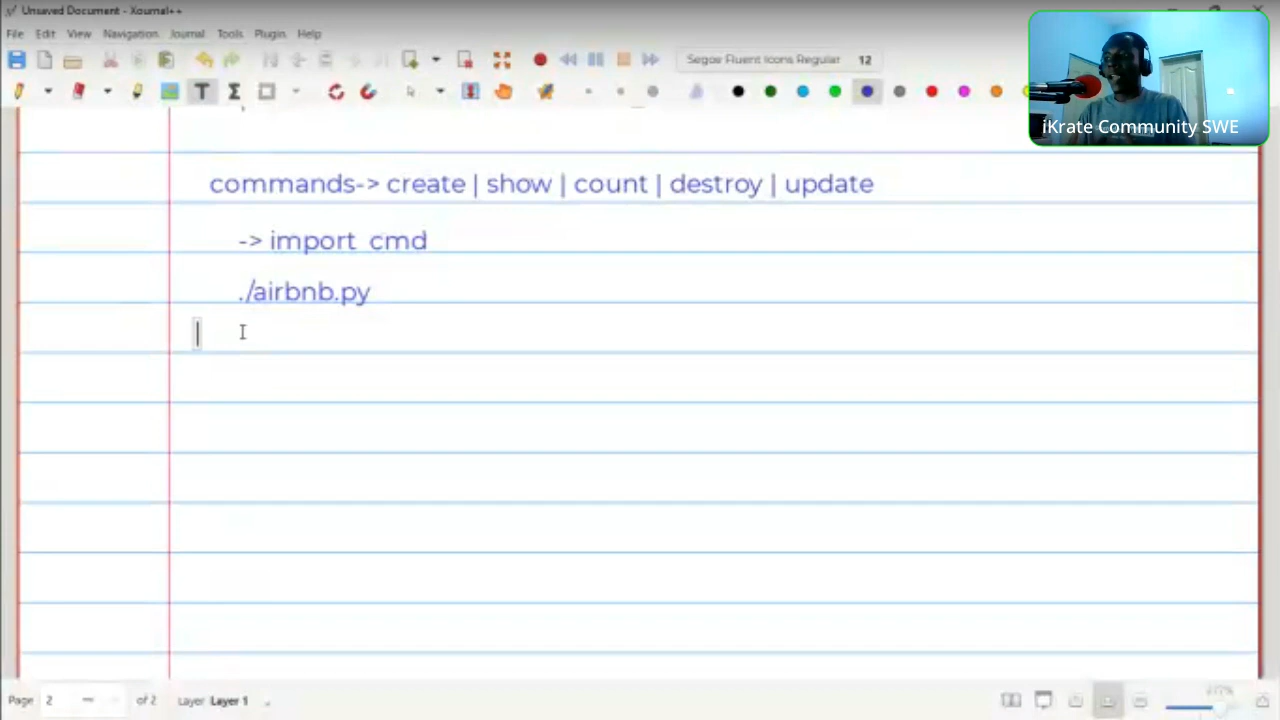 Unsaved Document - Xournal++
File Edit View Navigation Journal Tools Plugin Help
Segoe Fluent Icons Regular 12
iKrate Community SWE
commands-> create | show | count | destroy | update
-> import cmd
./airbnb.py
Page 2 of 2 Layer Layer 1